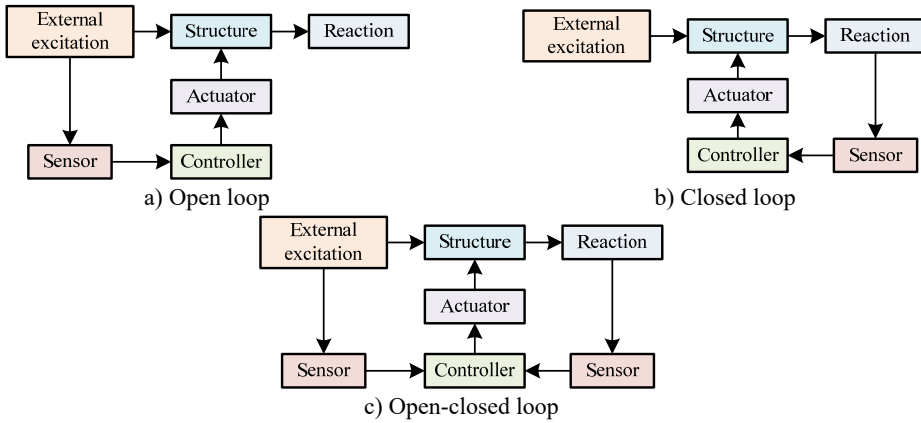 External
excitation
Structure
Reaction
Actuator
Sensor
Controller
a) Open loop
External
excitation
Structure
Reaction
Actuator
Controller
Sensor
b) Closed loop
External
excitation
Structure
Reaction
Actuator
Sensor
Controller
Sensor
c) Open-closed loop